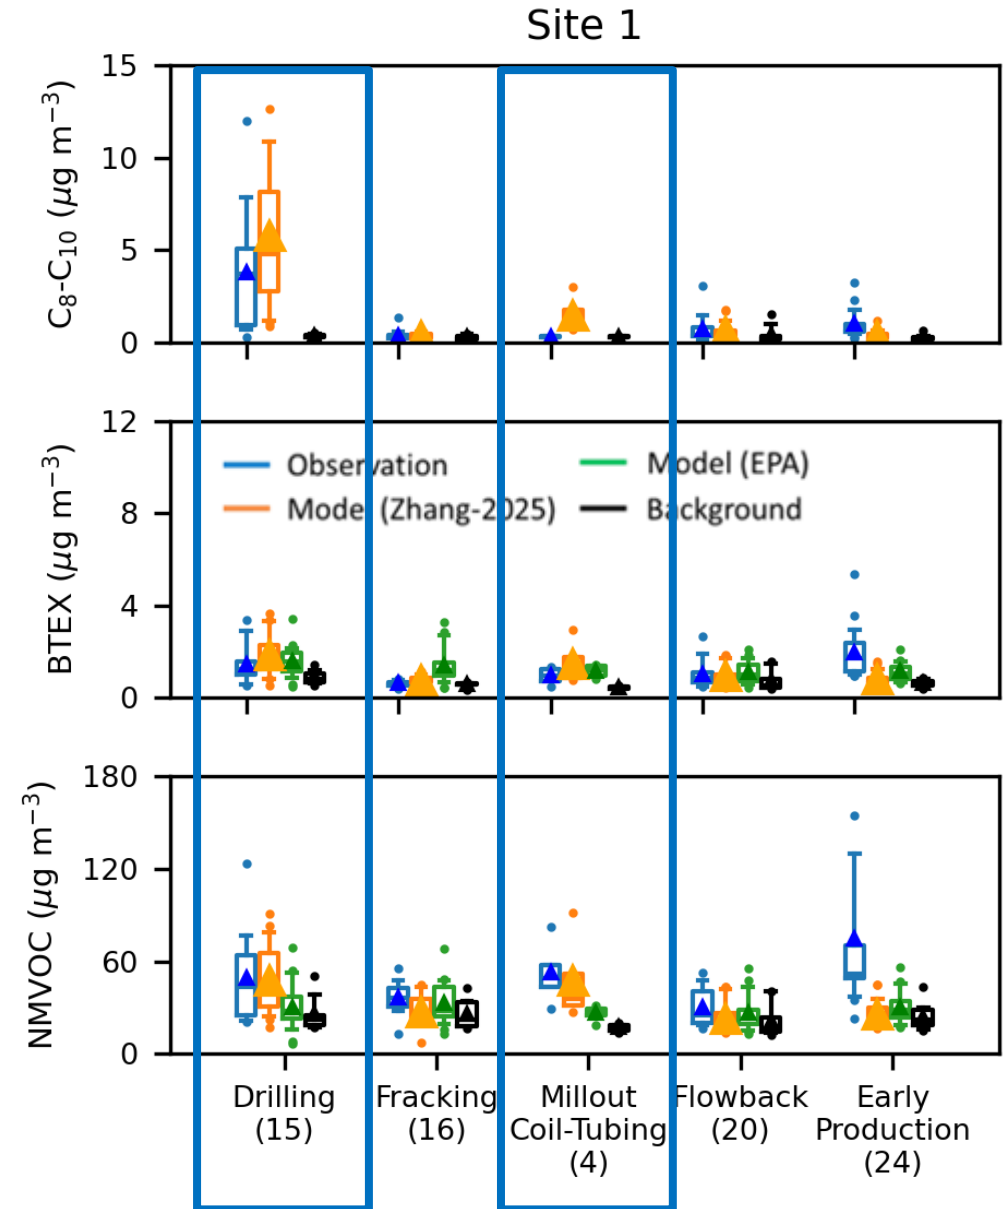 Site 1
C₈-C₁₀ (μg m⁻³)
15
10
5
0
BTEX (μg m⁻³)
12
8
4
0
Observation
Model (EPA)
Model (Zhang-2025)
Background
NMVOC (μg m⁻³)
180
120
60
0
Drilling
(15)
Fracking
(16)
Millout
Coil-Tubing
(4)
Flowback
(20)
Early
Production
(24)